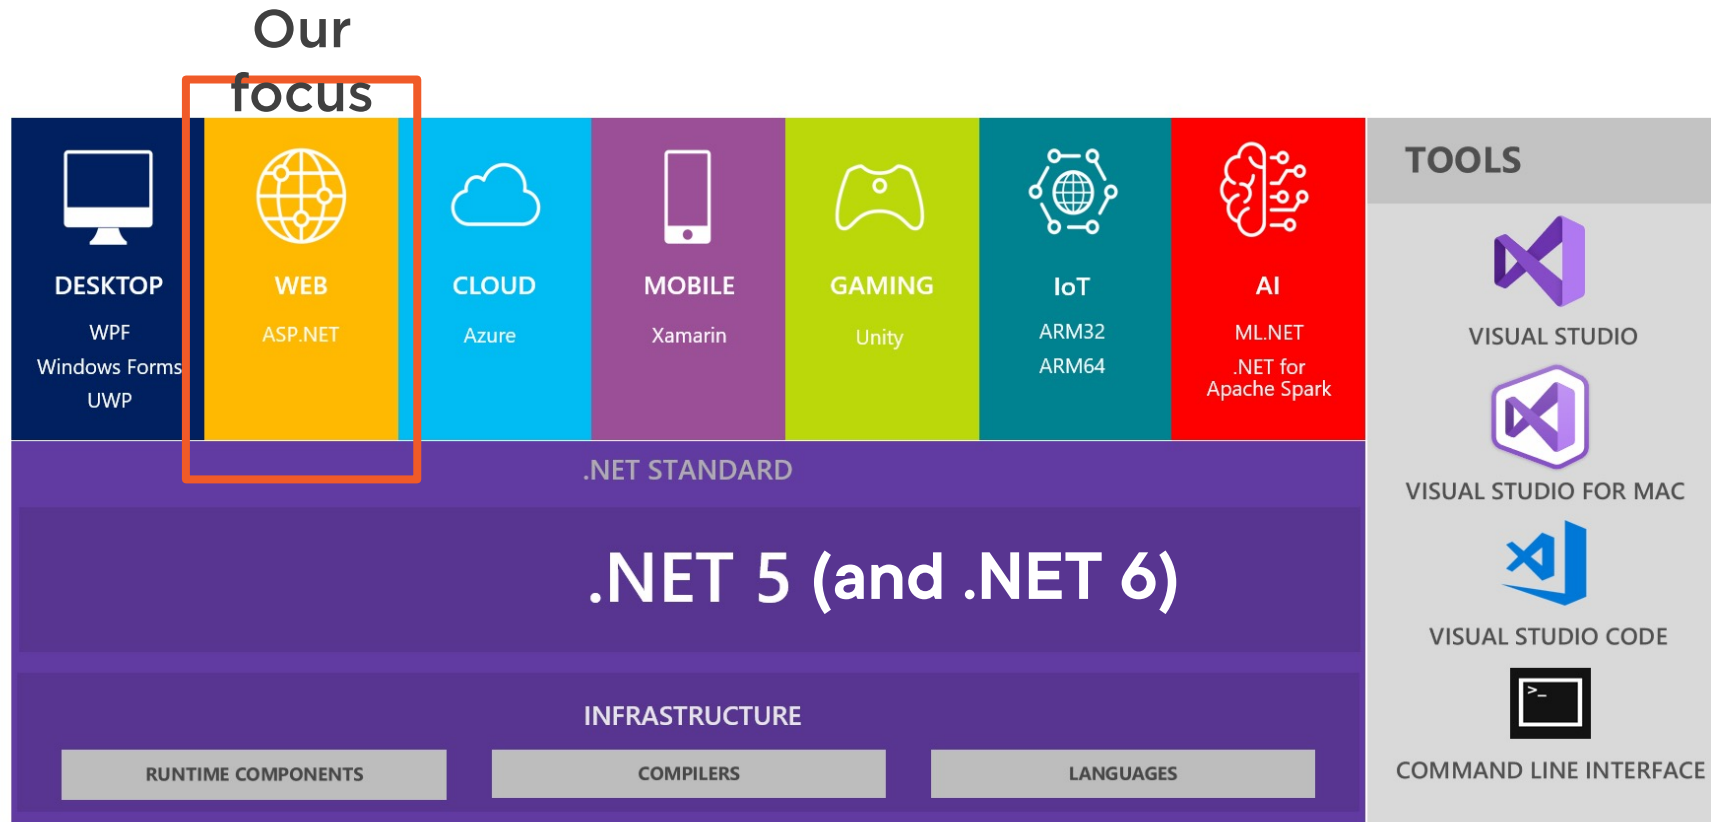 Our
focus
DESKTOP
WPF
Windows Forms
UWP
WEB
ASP.NET
CLOUD
Azure
MOBILE
Xamarin
GAMING
Unity
IoT
ARM32
ARM64
AI
ML.NET
.NET for
Apache Spark
.NET STANDARD
.NET 5 (and .NET 6)
INFRASTRUCTURE
RUNTIME COMPONENTS
COMPILERS
LANGUAGES
TOOLS
VISUAL STUDIO
VISUAL STUDIO FOR MAC
VISUAL STUDIO CODE
>_
COMMAND LINE INTERFACE